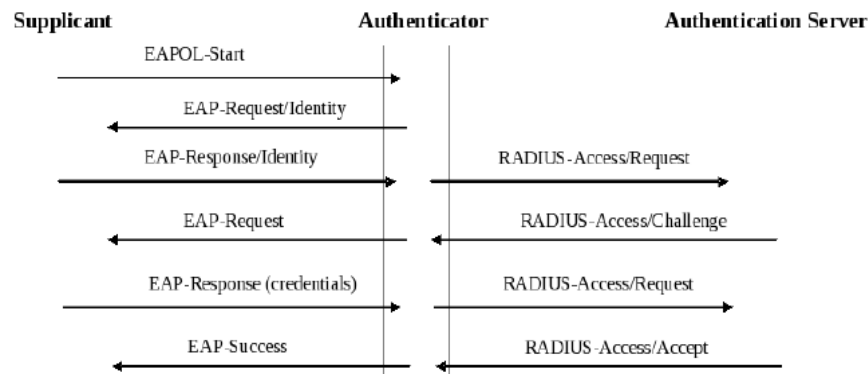 Supplicant Authenticator Authentication Server
EAPOL-Start
EAP-Request/Identity
EAP-Response/Identity RADIUS-Access/Request
EAP-Request RADIUS-Access/Challenge
EAP-Response (credentials) RADIUS-Access/Request
EAP-Success RADIUS-Access/Accept